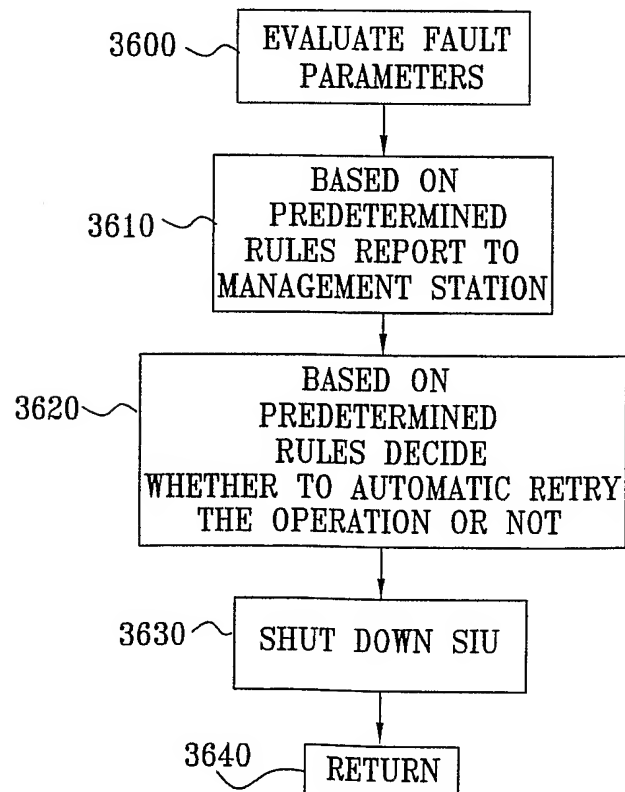 3600
EVALUATE FAULT
PARAMETERS
3610
BASED ON
PREDETERMINED
RULES REPORT TO
MANAGEMENT STATION
3620
BASED ON
PREDETERMINED
RULES DECIDE
WHETHER TO AUTOMATIC RETRY
THE OPERATION OR NOT
3630
SHUT DOWN SIU
3640
RETURN